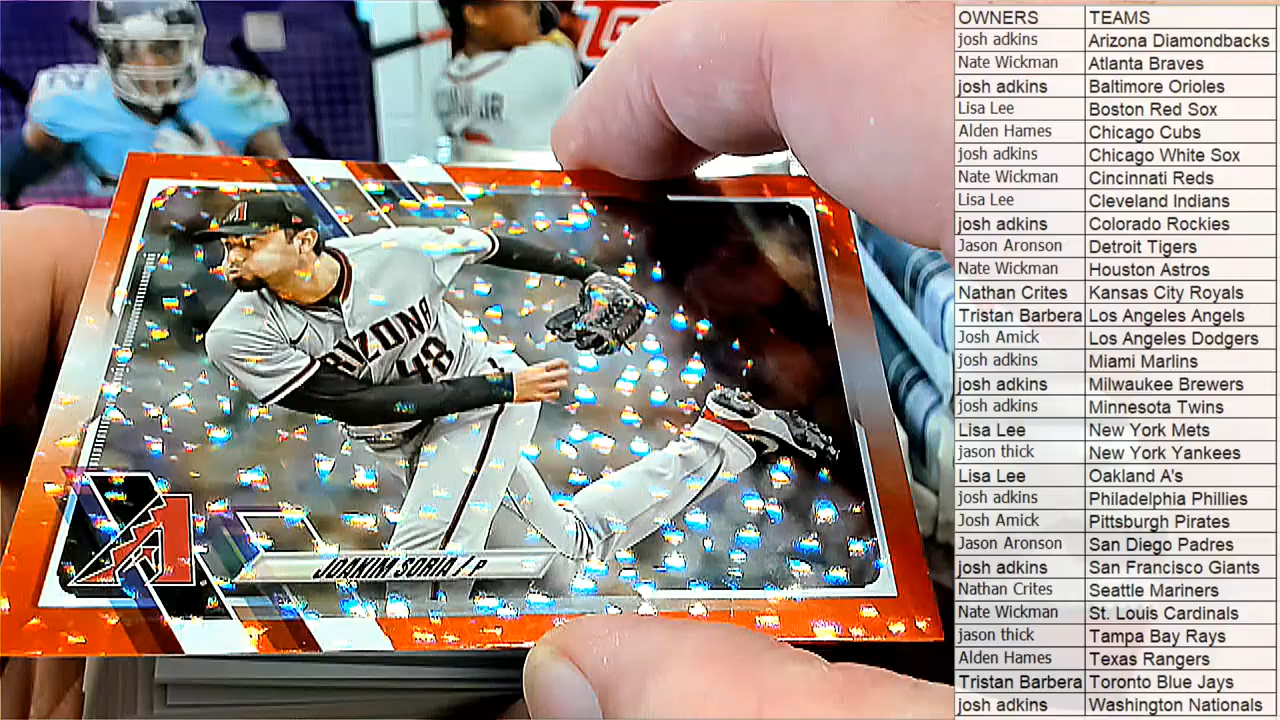 ARIZONA
48
JOAKIM SORIA / P
OWNERS TEAMS
josh adkins Arizona Diamondbacks
Nate Wickman Atlanta Braves
josh adkins Baltimore Orioles
Lisa Lee Boston Red Sox
Alden Hames Chicago Cubs
josh adkins Chicago White Sox
Nate Wickman Cincinnati Reds
Lisa Lee Cleveland Indians
josh adkins Colorado Rockies
Jason Aronson Detroit Tigers
Nate Wickman Houston Astros
Nathan Crites Kansas City Royals
Tristan Barbera Los Angeles Angels
Josh Amick Los Angeles Dodgers
josh adkins Miami Marlins
josh adkins Milwaukee Brewers
josh adkins Minnesota Twins
Lisa Lee New York Mets
jason thick New York Yankees
Lisa Lee Oakland A's
josh adkins Philadelphia Phillies
Josh Amick Pittsburgh Pirates
Jason Aronson San Diego Padres
josh adkins San Francisco Giants
Nathan Crites Seattle Mariners
Nate Wickman St. Louis Cardinals
jason thick Tampa Bay Rays
Alden Hames Texas Rangers
Tristan Barbera Toronto Blue Jays
josh adkins Washington Nationals